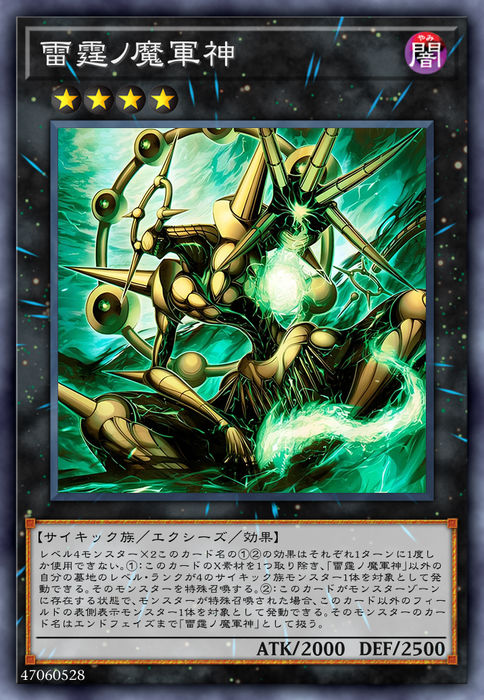 雷霆ノ魔軍神
やみ
闇
【サイキック族／エクシーズ／効果】
レベル4モンスター×2このカード名の①②の効果はそれぞれ1ターンに1度し
か使用できない。①：このカードのX素材を1つ取り除き、「雷霆ノ魔軍神」以外の
自分の墓地のレベル・ランクが4のサイキック族モンスター1体を対象として発
動できる。そのモンスターを特殊召喚する。②：このカードがモンスターゾーン
に存在する状態で、モンスターが特殊召喚された場合、このカード以外のフィー
ルドの表側表示モンスター1体を対象として発動できる。そのモンスターのカー
ド名はエンドフェイズまで「雷霆ノ魔軍神」として扱う。
ATK/2000 DEF/2500
47060528